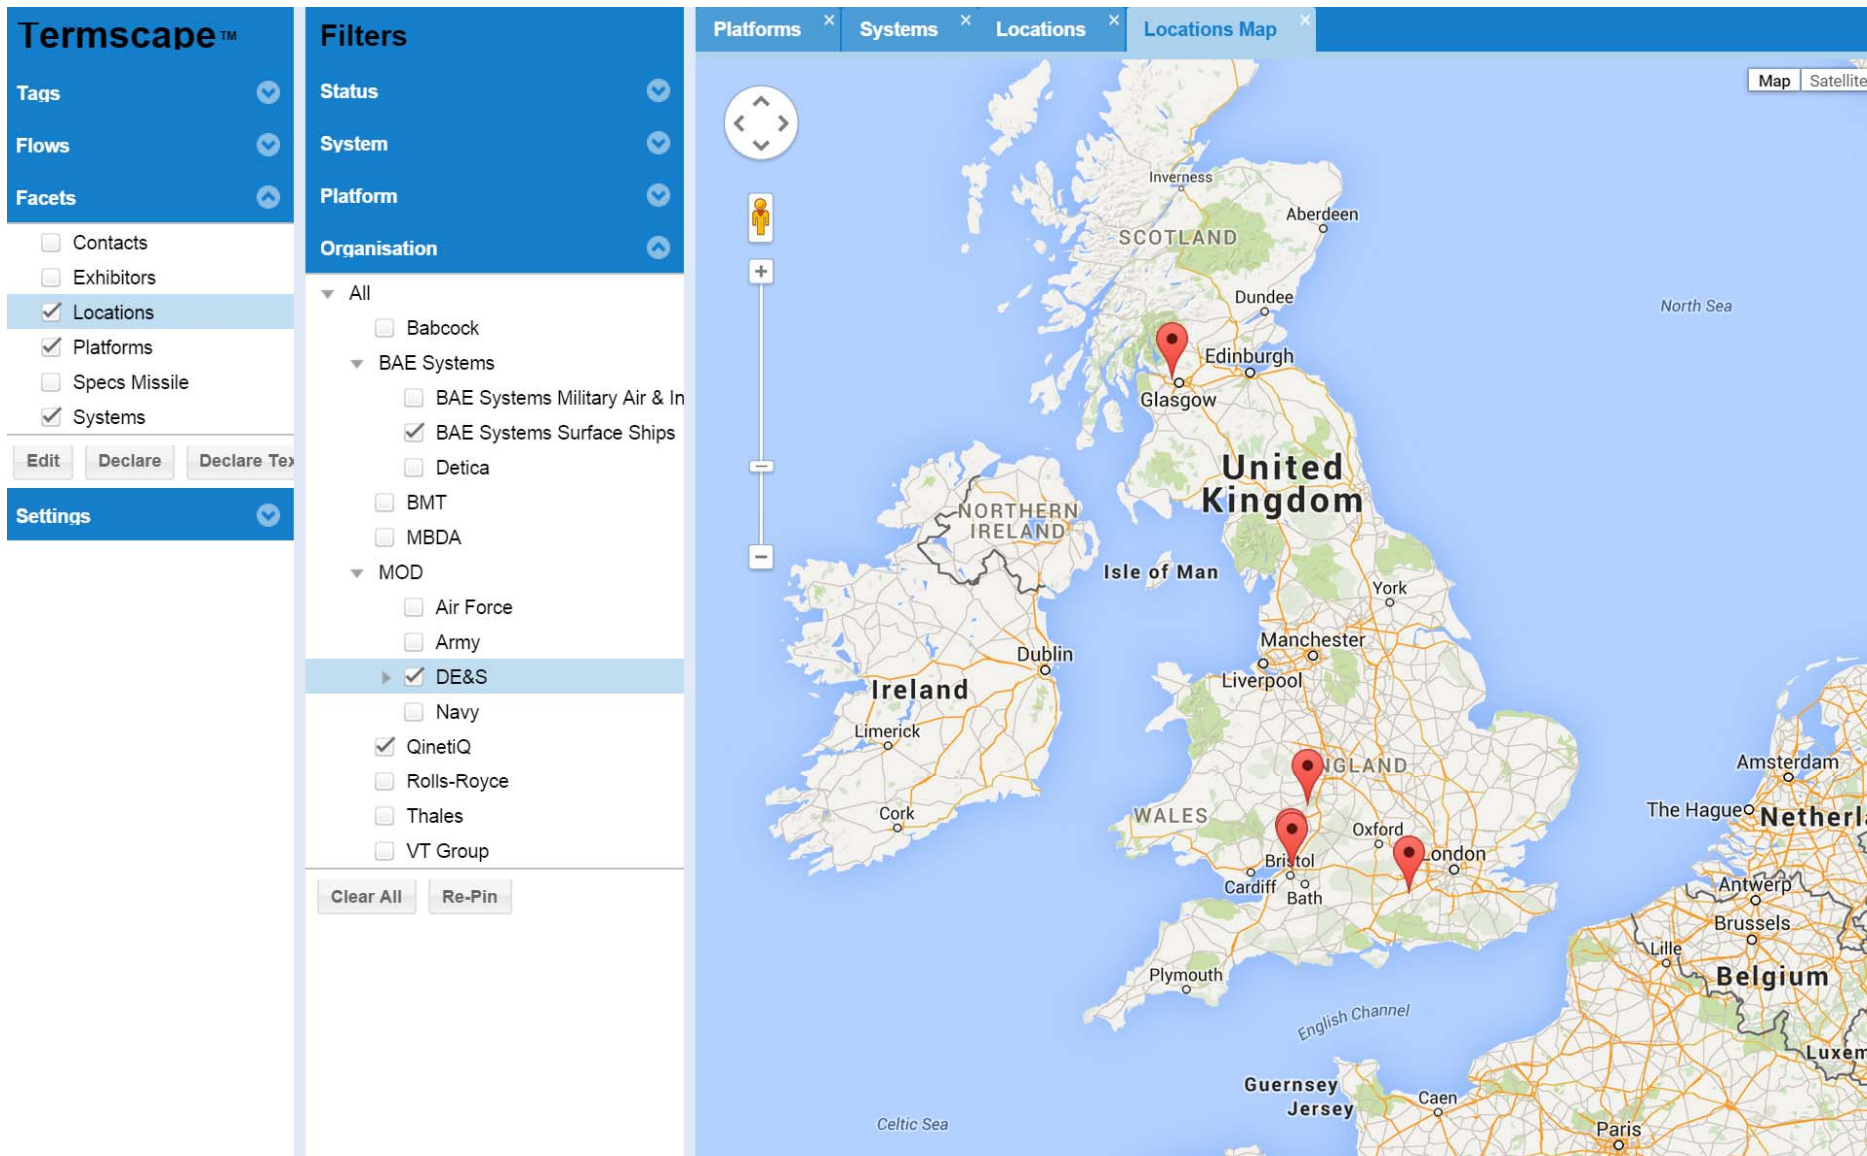 Termscape™
Tags
Flows
Facets
Contacts
Exhibitors
Locations
Platforms
Specs Missile
Systems
Edit
Declare
Declare Tex
Settings
Filters
Status
System
Platform
Organisation
All
Babcock
BAE Systems
BAE Systems Military Air & In
BAE Systems Surface Ships
Detica
BMT
MBDA
MOD
Air Force
Army
DE&S
Navy
QinetiQ
Rolls-Royce
Thales
VT Group
Clear All
Re-Pin
Platforms
Systems
Locations
Locations Map
Map
Satellite
Inverness
Aberdeen
SCOTLAND
Dundee
North Sea
Edinburgh
Glasgow
United
Kingdom
NORTHERN
IRELAND
Isle of Man
York
Manchester
Dublin
Liverpool
Ireland
Limerick
NGLAND
Amsterdam
Cork
WALES
The Hague
Netherl
Oxford
Bristol
London
Cardiff
Bath
Antwerp
Brussels
Lille
Plymouth
Belgium
English Channel
Luxem
Guernsey
Jersey
Caen
Celtic Sea
Paris